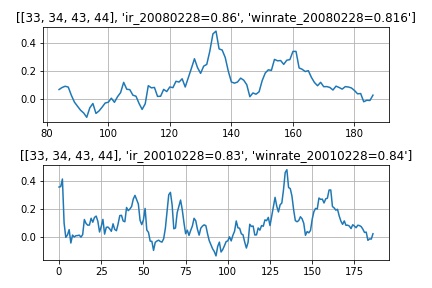 [[33, 34, 43, 44], 'ir_20080228=0.86', 'winrate_20080228=0.816']
0.4
0.2
0.0
80 100 120 140 160 180
[[33, 34, 43, 44], 'ir_20010228=0.83', 'winrate_20010228=0.84']
0.4
0.2
0.0
0 25 50 75 100 125 150 175